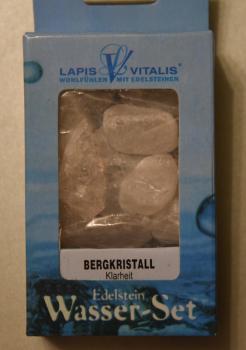 LAPIS VITALIS®
WOHLFÜHLEN MIT EDELSTEINEN
BERGKRISTALL
Klarheit
Edelstein
Wasser-Set